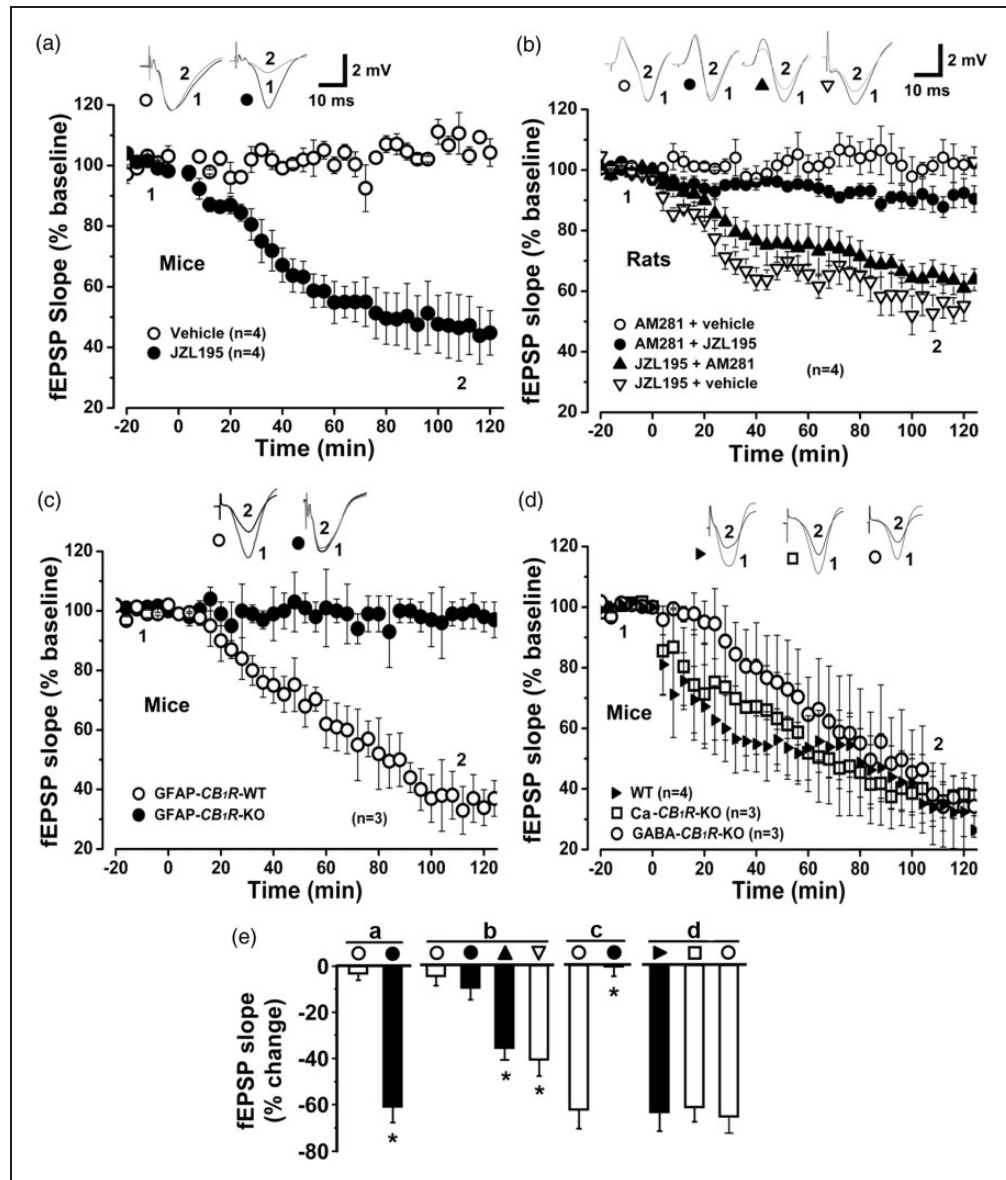 (a)
2
2
1
1
2 mV
10 ms
fEPSP Slope (% baseline)
120
100
80
60
40
20
1
Mice
Vehicle (n=4)
JZL195 (n=4)
2
-20 0 20 40 60 80 100 120
Time (min)
(b)
2
1
2 mV
10 ms
fEPSP slope (% baseline)
120
100
80
60
40
20
1
Rats
AM281 + vehicle
AM281 + JZL195
JZL195 + AM281
JZL195 + vehicle
(n=4)
2
-20 0 20 40 60 80 100 120
Time (min)
(c)
2
2
1
1
fEPSP slope (% baseline)
120
100
80
60
40
20
1
Mice
GFAP-CB₁R-WT
GFAP-CB₁R-KO
(n=3)
2
-20 0 20 40 60 80 100 120
Time (min)
(d)
2
2
2
1
1
1
fEPSP slope (% baseline)
120
100
80
60
40
20
1
Mice
WT (n=4)
Ca-CB₁R-KO (n=3)
GABA-CB₁R-KO (n=3)
2
-20 0 20 40 60 80 100 120
Time (min)
(e)
a b c d
fEPSP slope
(% change)
0
-20
-40
-60
-80
*
*
*
*